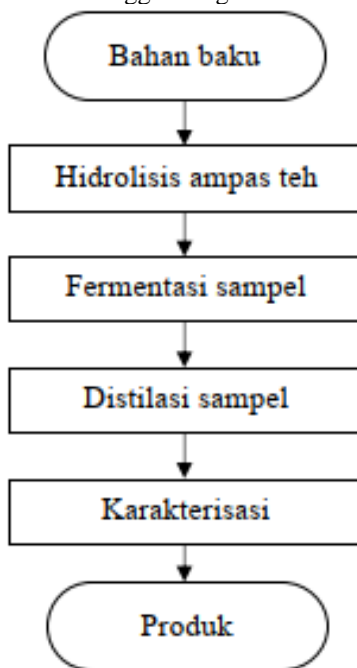 Bahan baku
Hidrolisis ampas teh
Fermentasi sampel
Distilasi sampel
Karakterisasi
Produk